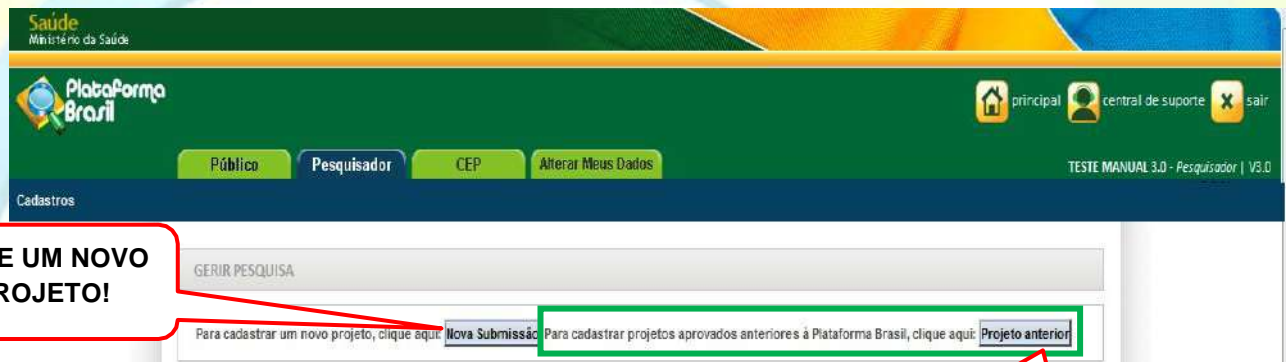 Saúde
Ministério da Saúde
Plataforma
Brasil
principal
central de suporte
x sair
Público
Pesquisador
CEP
Alterar Meus Dados
TESTE MANUAL 3.0 - Pesquisador | V3.0
Cadastros
E UM NOVO
ROJETO!
GERIR PESQUISA
Para cadastrar um novo projeto, clique aqui: Nova Submissão Para cadastrar projetos aprovados anteriores à Plataforma Brasil, clique aqui: Projeto anterior